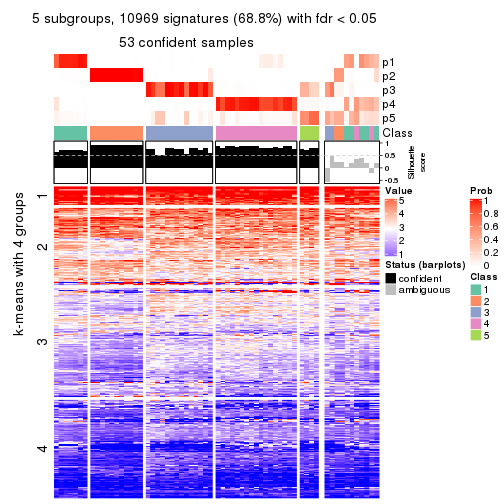 5 subgroups, 10969 signatures (68.8%) with fdr < 0.05
53 confident samples
p1
p2
p3
p4
p5
Class
1
0.5
0
-0.5
Silhouette
score
k-means with 4 groups
1
2
3
4
Value
5
4
3
2
1
Status (barplots)
confident
ambiguous
Prob
1
0.8
0.6
0.4
0.2
0
Class
1
2
3
4
5